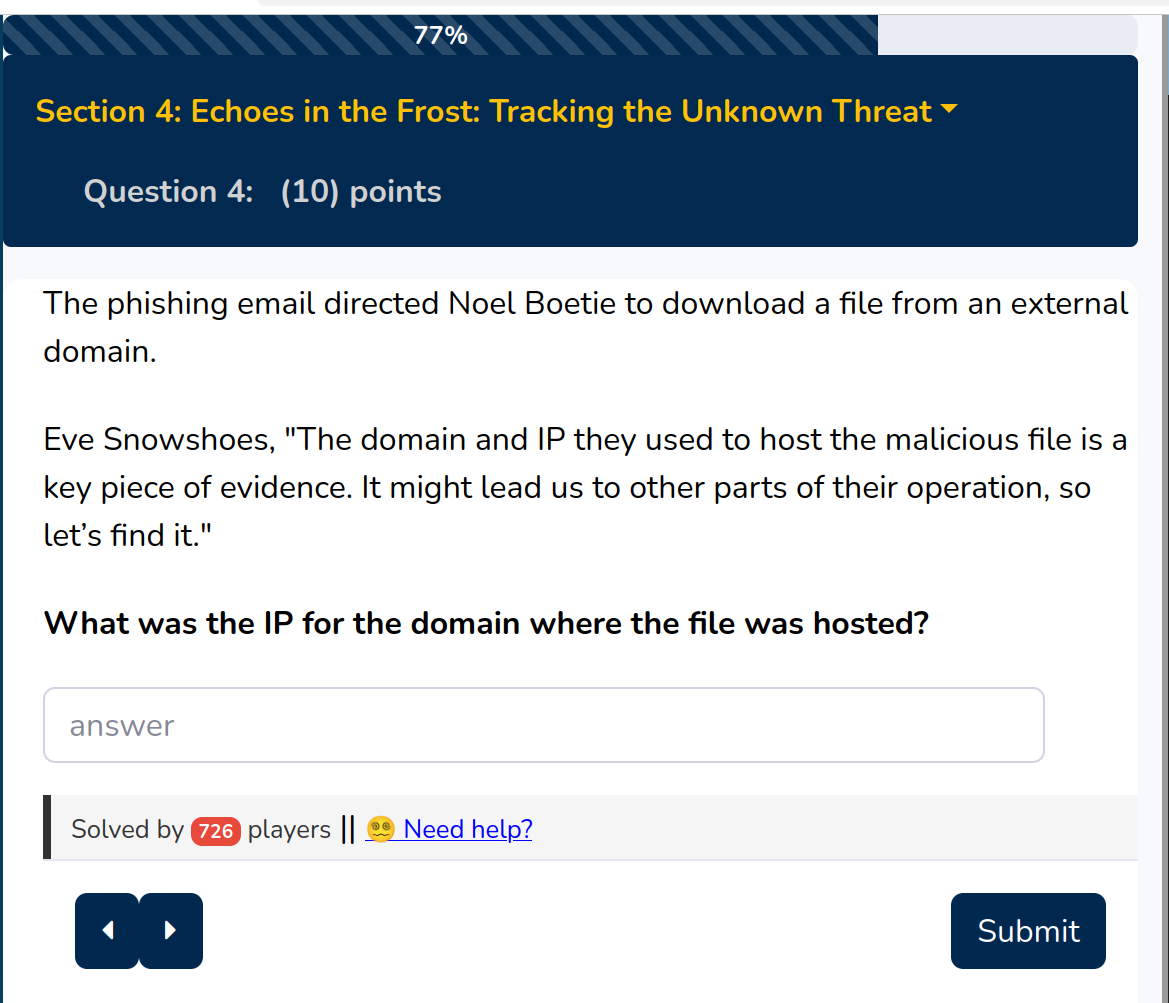 77%
Section 4: Echoes in the Frost: Tracking the Unknown Threat
Question 4: (10) points
The phishing email directed Noel Boetie to download a file from an external
domain.
Eve Snowshoes, "The domain and IP they used to host the malicious file is a
key piece of evidence. It might lead us to other parts of their operation, so
let’s find it."
What was the IP for the domain where the file was hosted?
answer
Solved by 726 players || Need help?
Submit